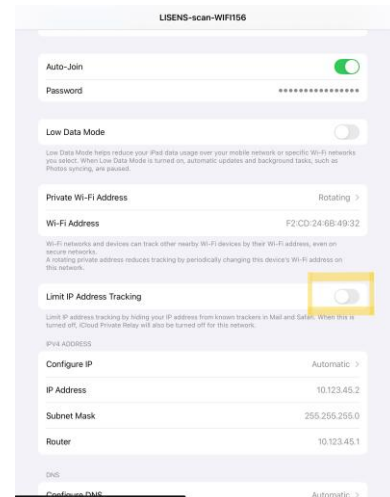 LISENS-scan-WIFI156
Auto-Join
Password ••••••••••••••••
Low Data Mode
Low Data Mode helps reduce your iPad data usage over your mobile network or specific Wi-Fi networks
you select. When Low Data Mode is turned on, automatic updates and background tasks, such as
Photos syncing, are paused.
Private Wi-Fi Address Rotating >
Wi-Fi Address F2:CD:24:6B:49:32
Wi-Fi networks and devices can track other nearby Wi-Fi devices by their Wi-Fi address, even on
secure networks.
A rotating private address reduces tracking by periodically changing this device's Wi-Fi address on
this network.
Limit IP Address Tracking
Limit IP address tracking by hiding your IP address from known trackers in Mail and Safari. When this is
turned off, iCloud Private Relay will also be turned off for this network.
IPV4 ADDRESS
Configure IP Automatic >
IP Address 10.123.45.2
Subnet Mask 255.255.255.0
Router 10.123.45.1
DNS
Configure DNS Automatic >